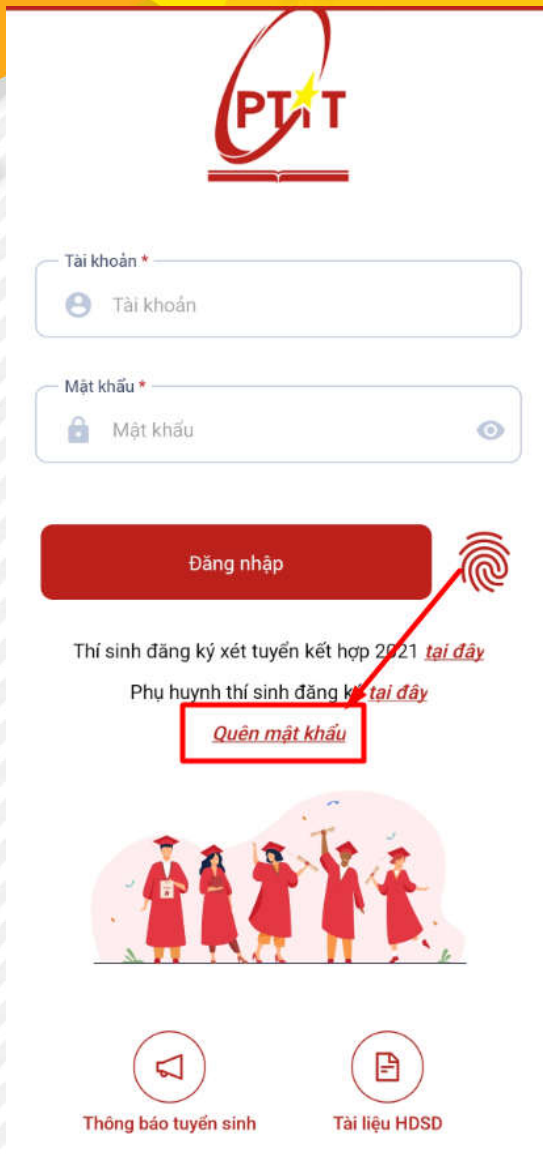 PTIT
Tài khoản *
Tài khoản
Mật khẩu *
Mật khẩu
Đăng nhập
Thí sinh đăng ký xét tuyển kết hợp 2021 tại đây
Phụ huynh thí sinh đăng ký tại đây
Quên mật khẩu
Thông báo tuyển sinh
Tài liệu HDSD